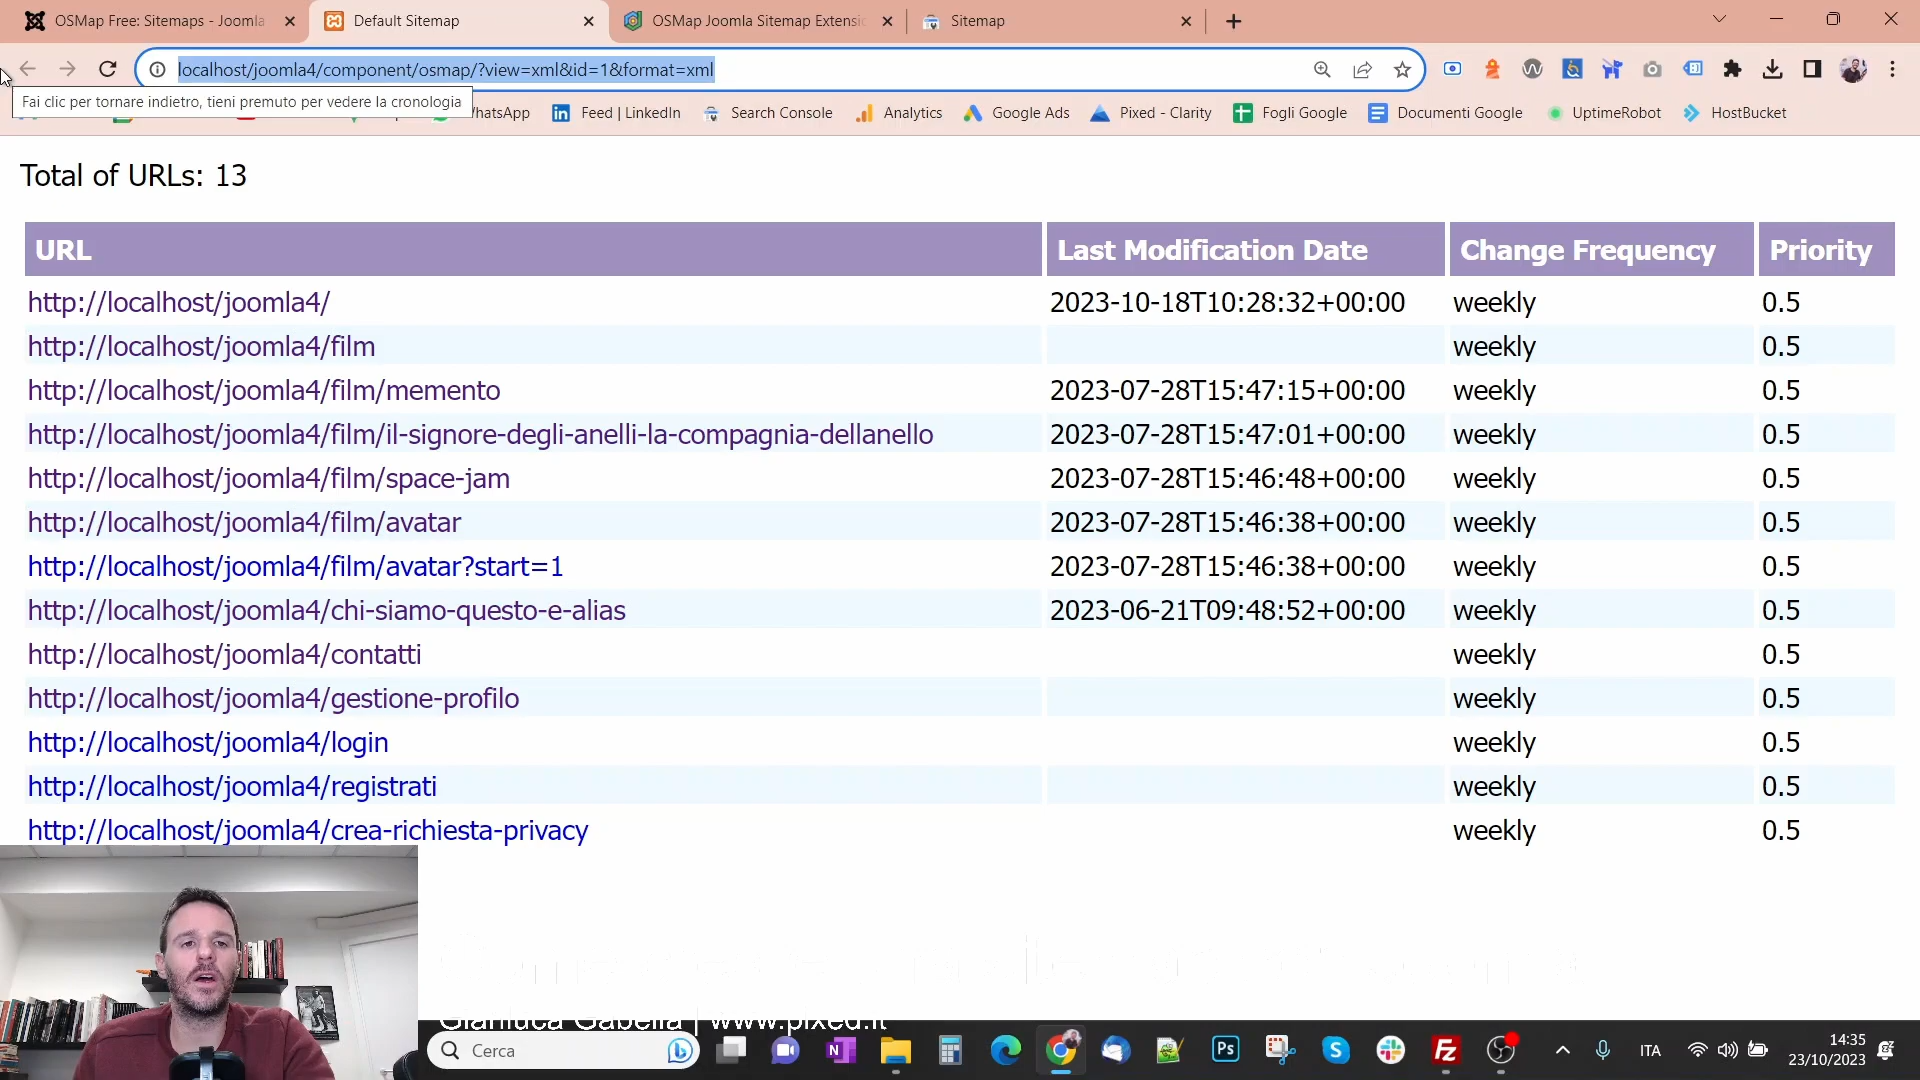 OSMap Free: Sitemaps - Joomla
Default Sitemap
OSMap Joomla Sitemap Extensi
Sitemap
localhost/joomla4/component/osmap/?view=xml&id=1&format=xml
Fai clic per tornare indietro, tieni premuto per vedere la cronologia
WhatsApp
Feed | LinkedIn
Search Console
Analytics
Google Ads
Pixed - Clarity
Fogli Google
Documenti Google
UptimeRobot
HostBucket
Total of URLs: 13
URL Last Modification Date Change Frequency Priority
http://localhost/joomla4/ 2023-10-18T10:28:32+00:00 weekly 0.5
http://localhost/joomla4/film weekly 0.5
http://localhost/joomla4/film/memento 2023-07-28T15:47:15+00:00 weekly 0.5
http://localhost/joomla4/film/il-signore-degli-anelli-la-compagnia-dellanello 2023-07-28T15:47:01+00:00 weekly 0.5
http://localhost/joomla4/film/space-jam 2023-07-28T15:46:48+00:00 weekly 0.5
http://localhost/joomla4/film/avatar 2023-07-28T15:46:38+00:00 weekly 0.5
http://localhost/joomla4/film/avatar?start=1 2023-07-28T15:46:38+00:00 weekly 0.5
http://localhost/joomla4/chi-siamo-questo-e-alias 2023-06-21T09:48:52+00:00 weekly 0.5
http://localhost/joomla4/contatti weekly 0.5
http://localhost/joomla4/gestione-profilo weekly 0.5
http://localhost/joomla4/login weekly 0.5
http://localhost/joomla4/registrati weekly 0.5
http://localhost/joomla4/crea-richiesta-privacy weekly 0.5
Gianluca Gabella | www.pixed.it
Cerca
ITA
14:35
23/10/2023